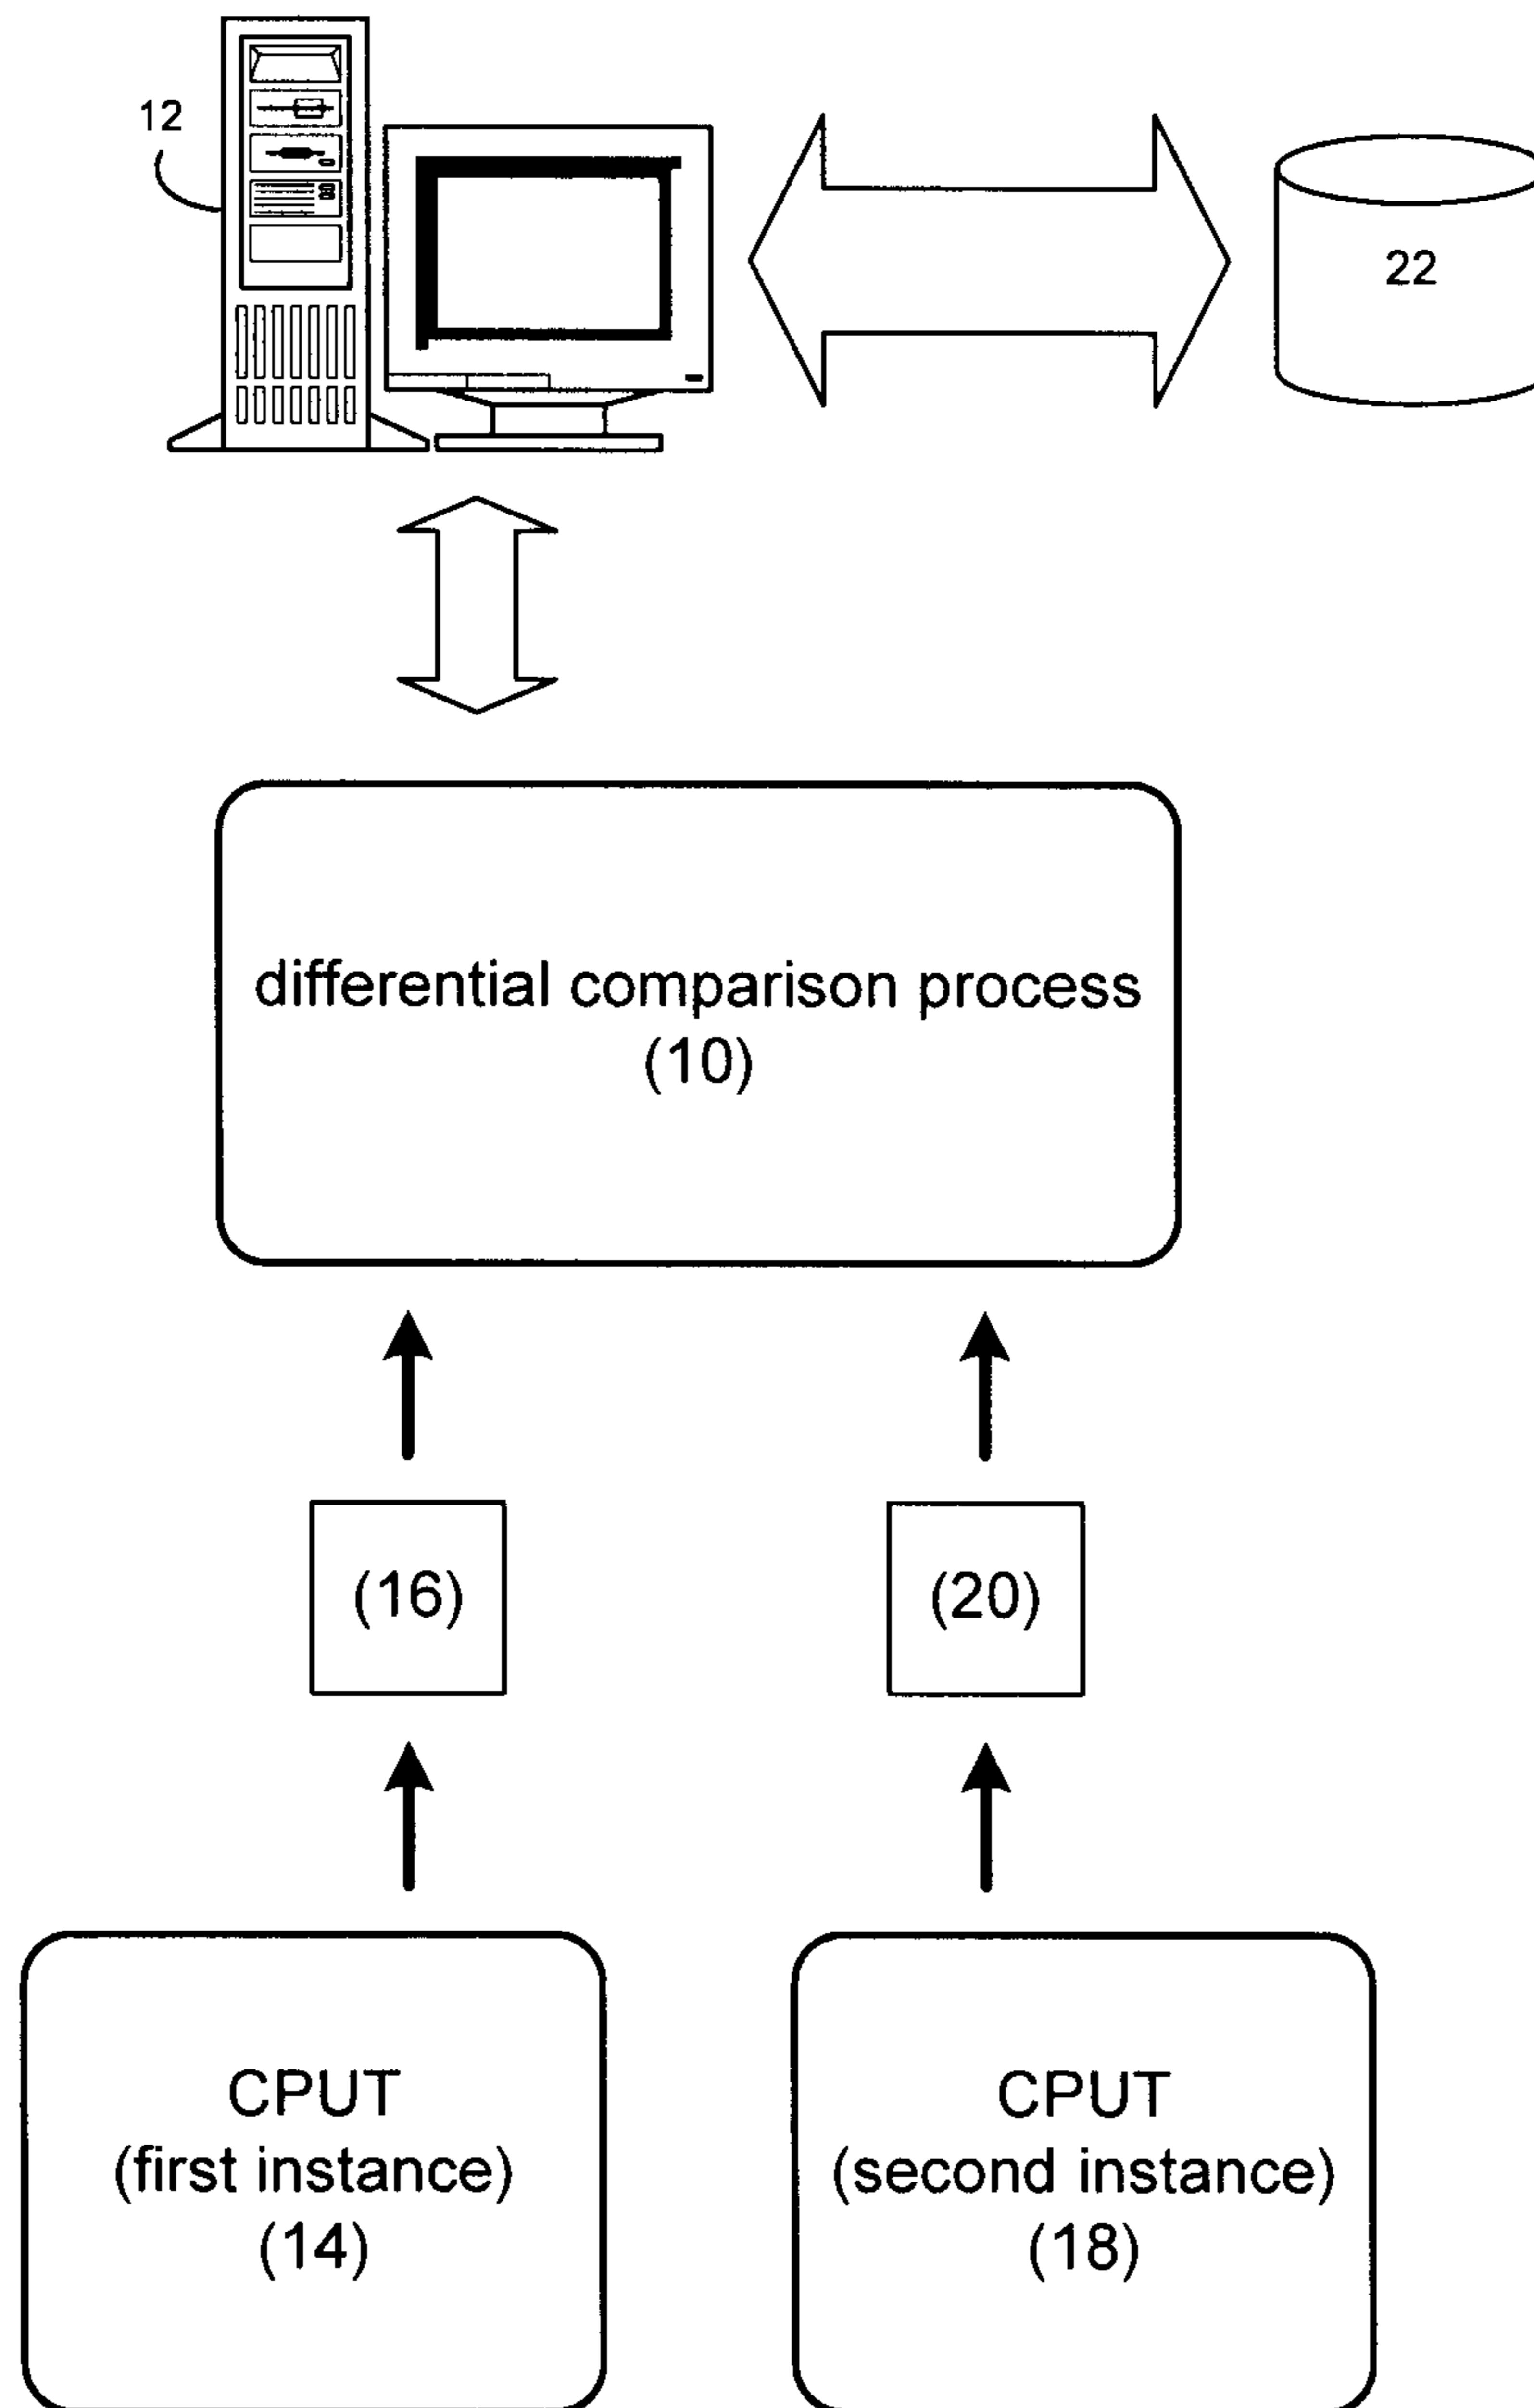 12
22
differential comparison process
(10)
(16)
(20)
CPUT
(first instance)
(14)
CPUT
(second instance)
(18)